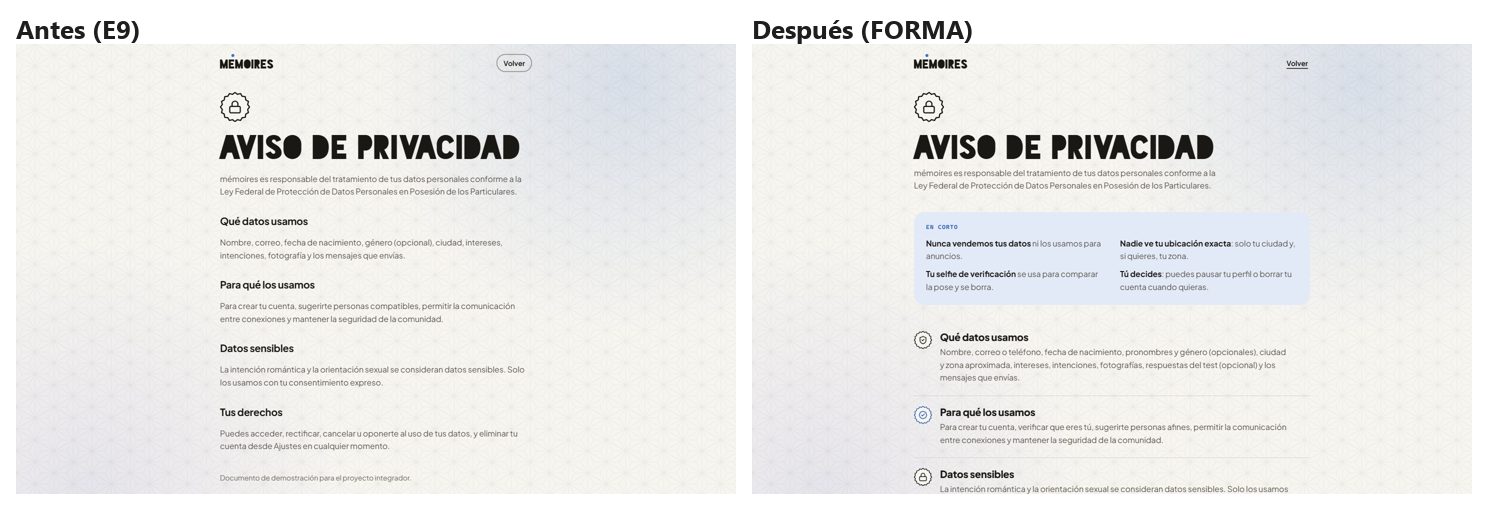 Antes (E9)
MÉMOIRES
Volver
AVISO DE PRIVACIDAD
mémoires es responsable del tratamiento de tus datos personales conforme a la
Ley Federal de Protección de Datos Personales en Posesión de los Particulares.
Qué datos usamos
Nombre, correo, fecha de nacimiento, género (opcional), ciudad, intereses,
intenciones, fotografía y los mensajes que envías.
Para qué los usamos
Para crear tu cuenta, sugerirte personas compatibles, permitir la comunicación
entre conexiones y mantener la seguridad de la comunidad.
Datos sensibles
La intención romántica y la orientación sexual se consideran datos sensibles. Solo
los usamos con tu consentimiento expreso.
Tus derechos
Puedes acceder, rectificar, cancelar u oponerte al uso de tus datos, y eliminar tu
cuenta desde Ajustes en cualquier momento.
Documento de demostración para el proyecto integrador.
Después (FORMA)
MÉMOIRES
Volver
AVISO DE PRIVACIDAD
mémoires es responsable del tratamiento de tus datos personales conforme a la
Ley Federal de Protección de Datos Personales en Posesión de los Particulares.
EN CORTO
Nunca vendemos tus datos ni los usamos para
anuncios.
Nadie ve tu ubicación exacta: solo tu ciudad y,
si quieres, tu zona.
Tu selfie de verificación se usa para comparar
la pose y se borra.
Tú decides: puedes pausar tu perfil o borrar tu
cuenta cuando quieras.
Qué datos usamos
Nombre, correo o teléfono, fecha de nacimiento, pronombres y género (opcionales), ciudad
y zona aproximada, intereses, intenciones, fotografías, respuestas del test (opcional) y los
mensajes que envías.
Para qué los usamos
Para crear tu cuenta, verificar que eres tú, sugerirte personas afines, permitir la comunicación
entre conexiones y mantener la seguridad de la comunidad.
Datos sensibles
La intención romántica y la orientación sexual se consideran datos sensibles. Solo los usamos